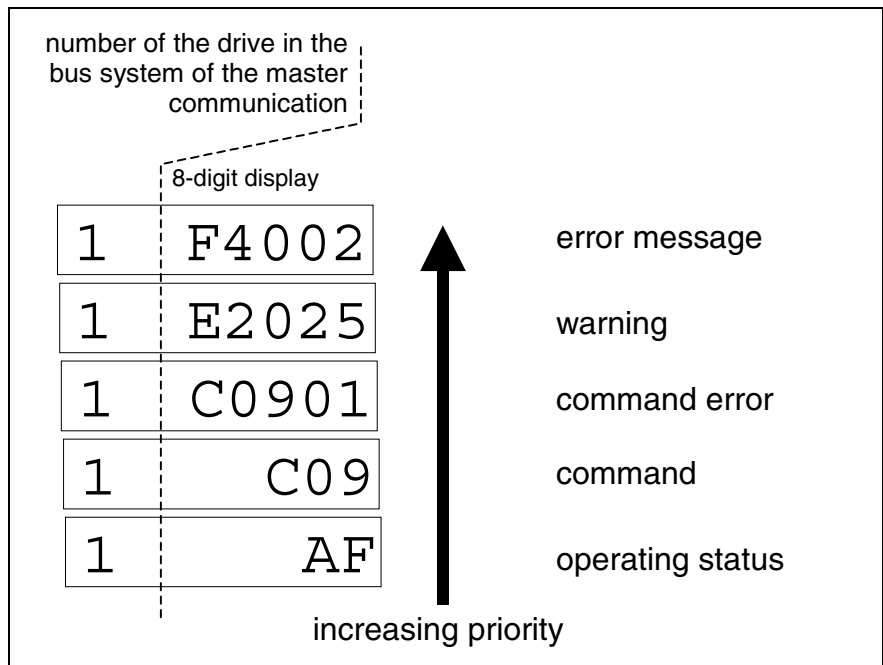 number of the drive in the
bus system of the master
communication
8-digit display
1 F4002 error message
1 E2025 warning
1 C0901 command error
1 C09 command
1 AF operating status
increasing priority